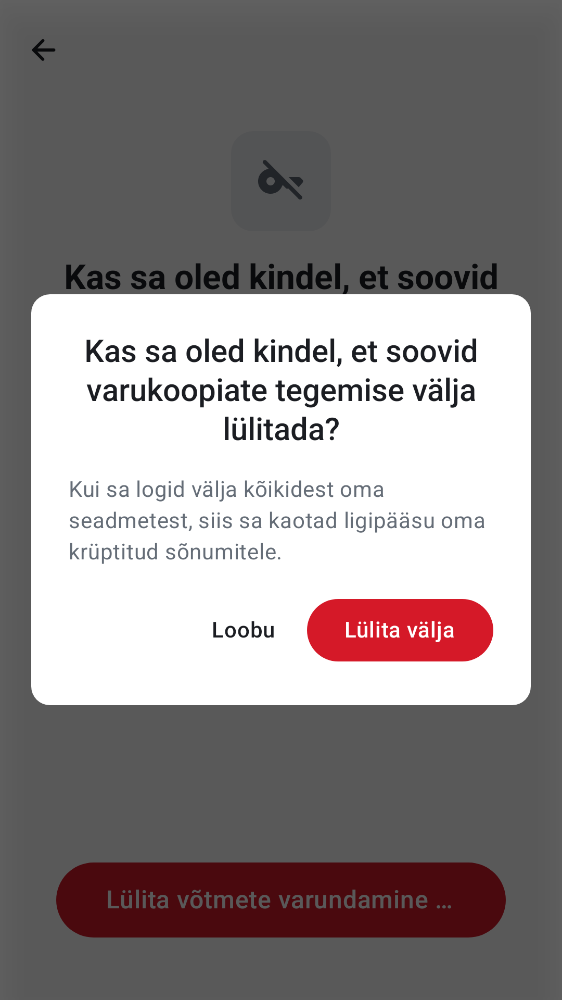 Kas sa oled kindel, et soovid
Kas sa oled kindel, et soovid
varukoopiate tegemise välja
lülitada?
Kui sa logid välja kõikidest oma
seadmetest, siis sa kaotad ligipääsu oma
krüptitud sõnumitele.
Loobu
Lülita välja
Lülita võtmete varundamine …